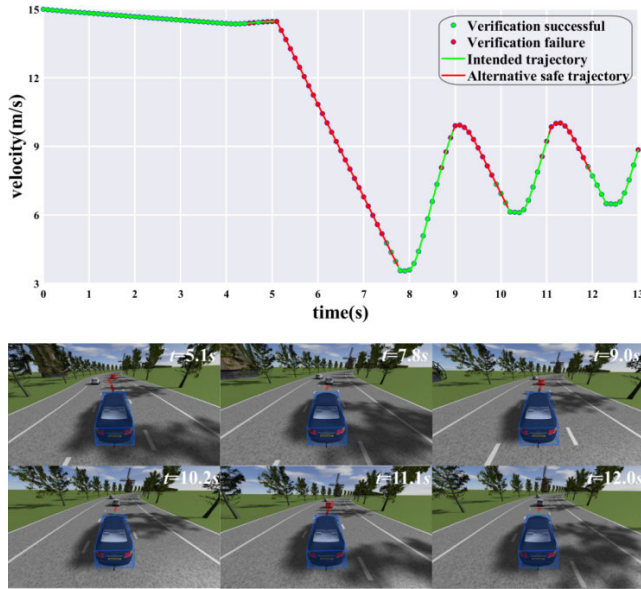 15
12
9
6
3
velocity(m/s)
0 1 2 3 4 5 6 7 8 9 10 11 12 13
time(s)
Verification successful
Verification failure
Intended trajectory
Alternative safe trajectory
t=5.1s
t=7.8s
t=9.0s
t=10.2s
t=11.1s
t=12.0s